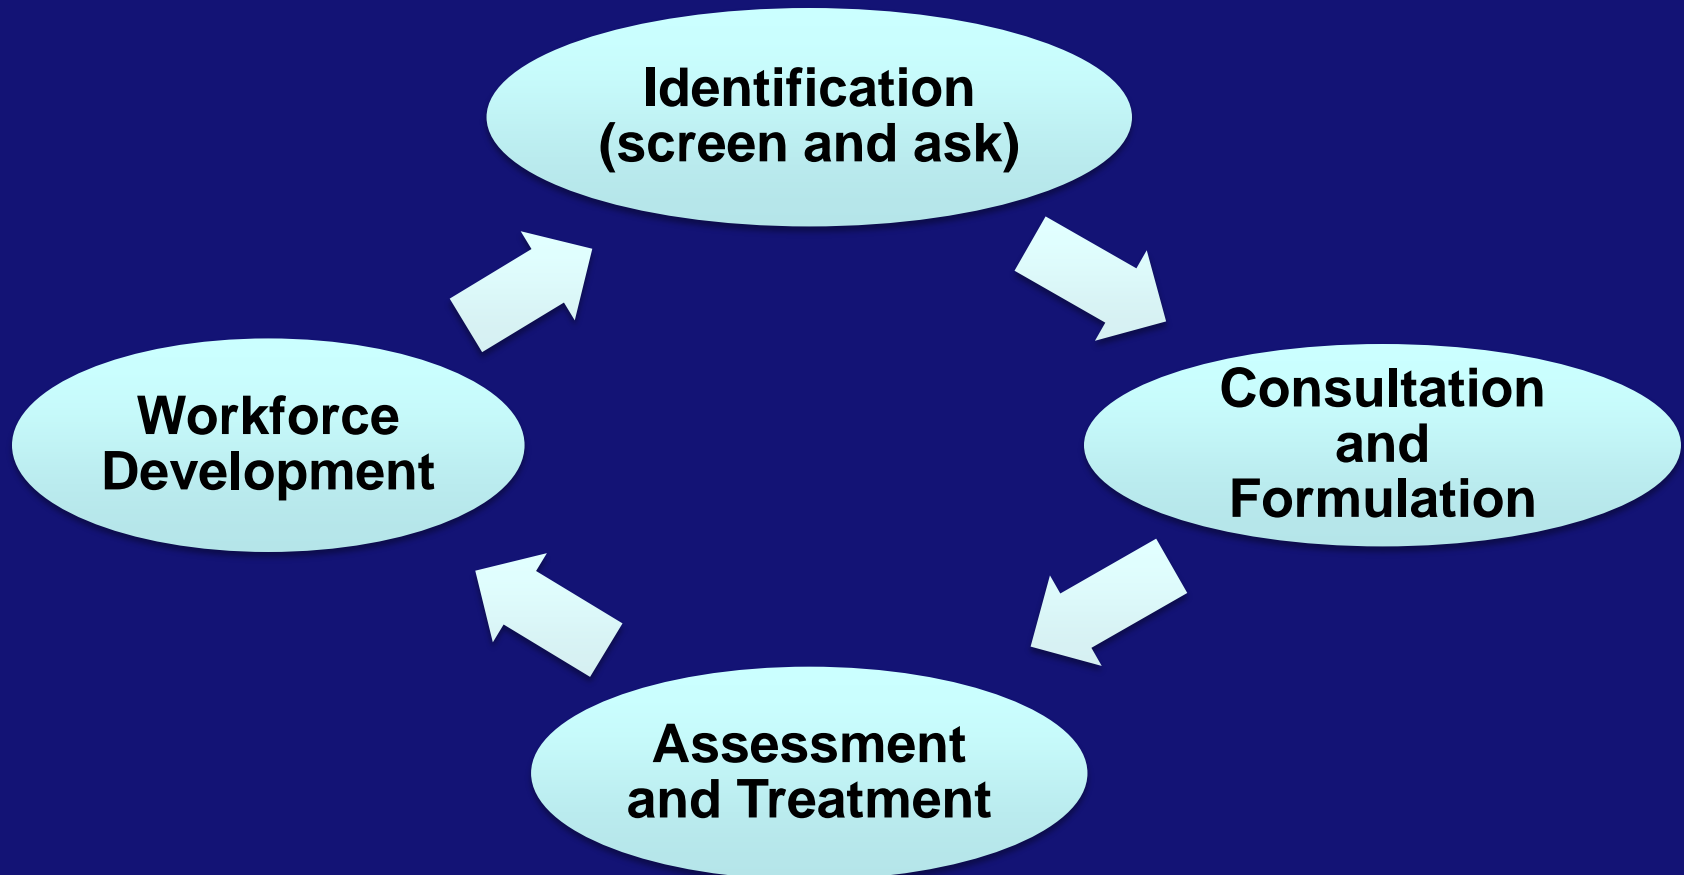 Identification
(screen and ask)
Consultation
and
Formulation
Assessment
and Treatment
Workforce
Development